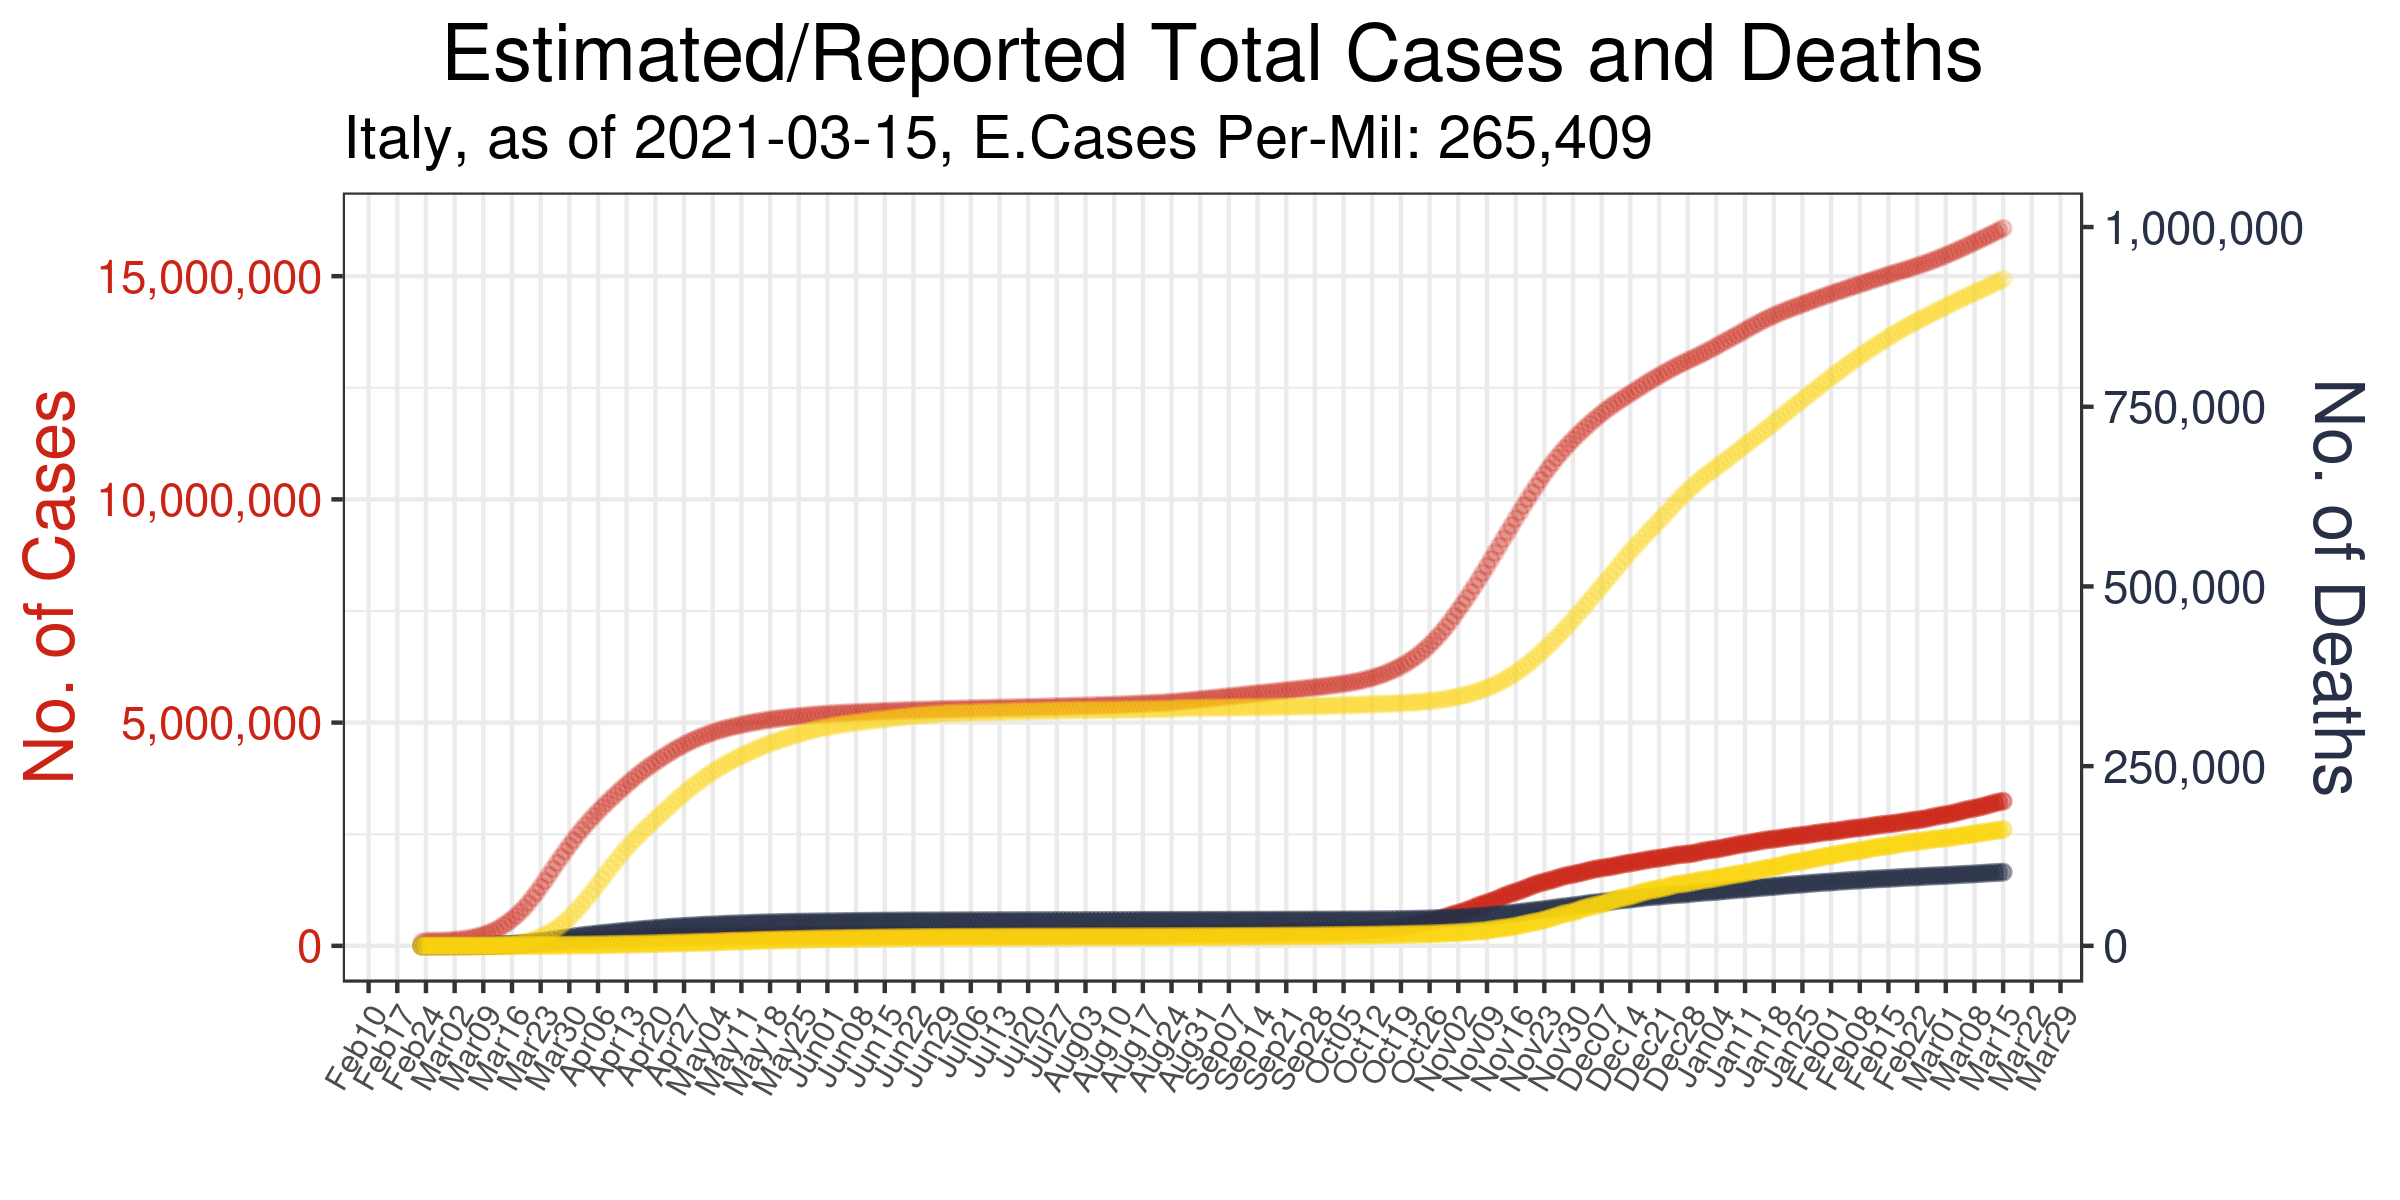 Estimated/Reported Total Cases and Deaths
Italy, as of 2021-03-15, E.Cases Per-Mil: 265,409
No. of Cases
15,000,000
10,000,000
5,000,000
0
1,000,000
750,000
500,000
250,000
0
No. of Deaths
Feb10
Feb17
Feb24
Mar02
Mar09
Mar16
Mar23
Mar30
Apr06
Apr13
Apr20
Apr27
May04
May11
May18
May25
Jun01
Jun08
Jun15
Jun22
Jun29
Jul06
Jul13
Jul20
Jul27
Aug03
Aug10
Aug17
Aug24
Aug31
Sep07
Sep14
Sep21
Sep28
Oct05
Oct12
Oct19
Oct26
Nov02
Nov09
Nov16
Nov23
Nov30
Dec07
Dec14
Dec21
Dec28
Jan04
Jan11
Jan18
Jan25
Feb01
Feb08
Feb15
Feb22
Mar01
Mar08
Mar15
Mar22
Mar29